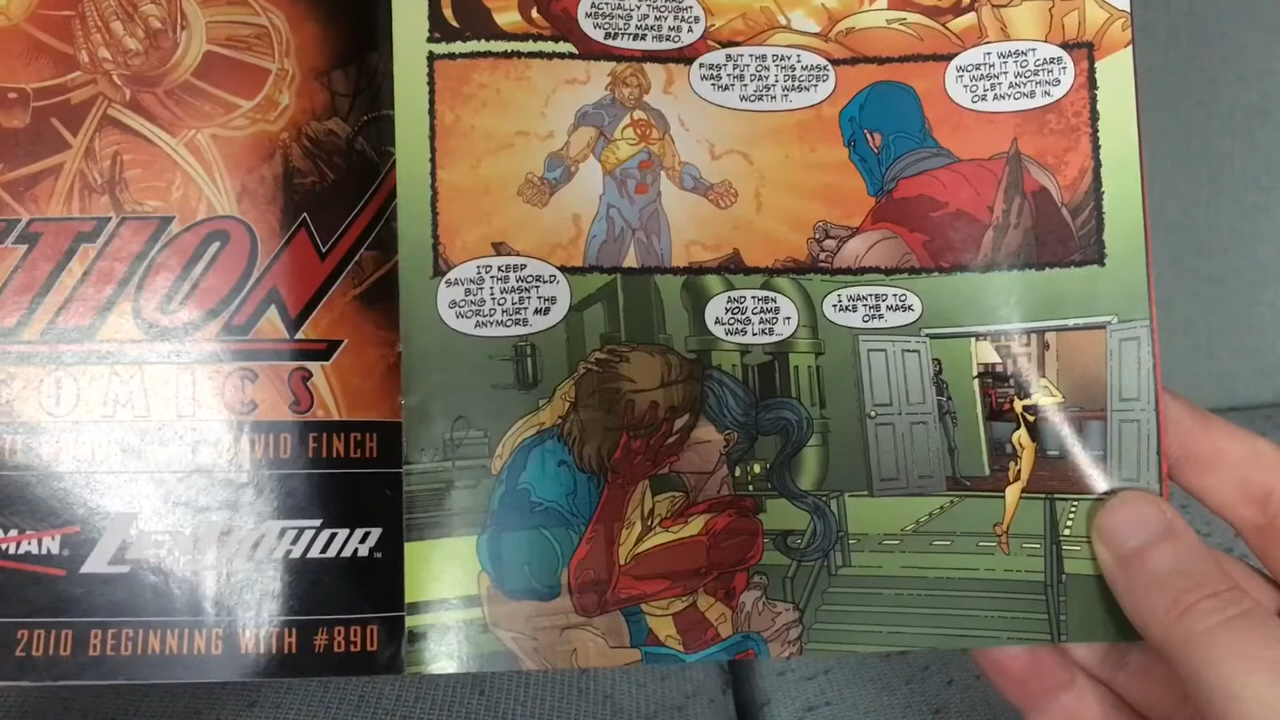 TION
COMICS
DAVID FINCH
MAN
LEX LUTHOR
2010 BEGINNING WITH #890
ACTUALLY THOUGHT
MESSING UP MY FACE
WOULD MAKE ME A
BETTER HERO.
BUT THE DAY I
FIRST PUT ON THIS MASK
WAS THE DAY I DECIDED
THAT IT JUST WASN'T
WORTH IT.
IT WASN'T
WORTH IT TO CARE.
IT WASN'T WORTH IT
TO LET ANYTHING
OR ANYONE IN.
I'D KEEP
SAVING THE WORLD,
BUT I WASN'T
GOING TO LET THE
WORLD HURT ME
ANYMORE.
AND THEN
YOU CAME
ALONG, AND IT
WAS LIKE...
I WANTED TO
TAKE THE MASK
OFF.